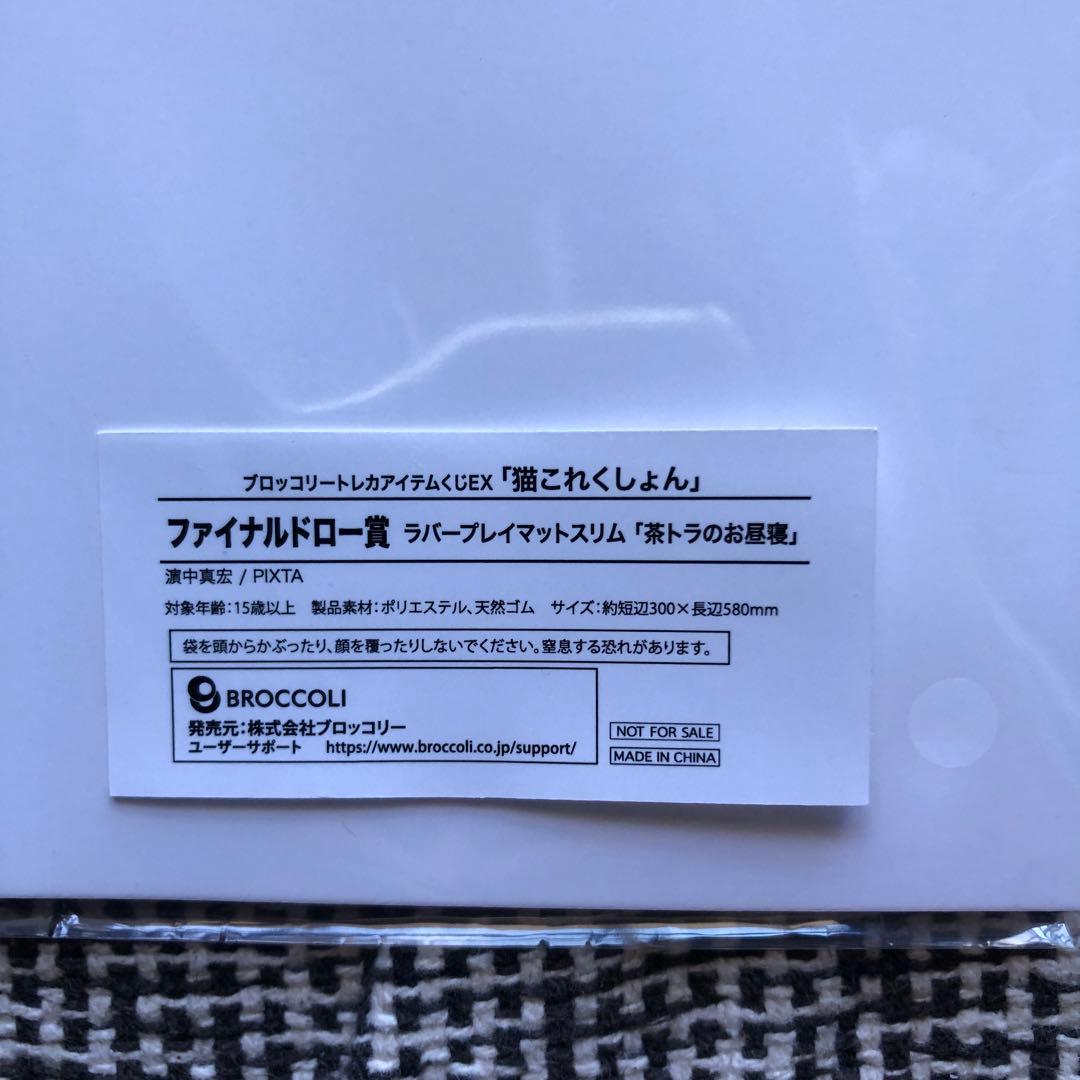 ブロッコリートレカアイテムくじEX「猫これくしょん」
ファイナルドロー賞 ラバープレイマットスリム「茶トラのお昼寝」
濵中真宏 / PIXTA
対象年齢:15歳以上 製品素材:ポリエステル、天然ゴム サイズ:約短辺300×長辺580mm
袋を頭からかぶったり、顔を覆ったりしないでください。窒息する恐れがあります。
BROCCOLI
発売元:株式会社ブロッコリー
ユーザーサポート https://www.broccoli.co.jp/support/
NOT FOR SALE
MADE IN CHINA